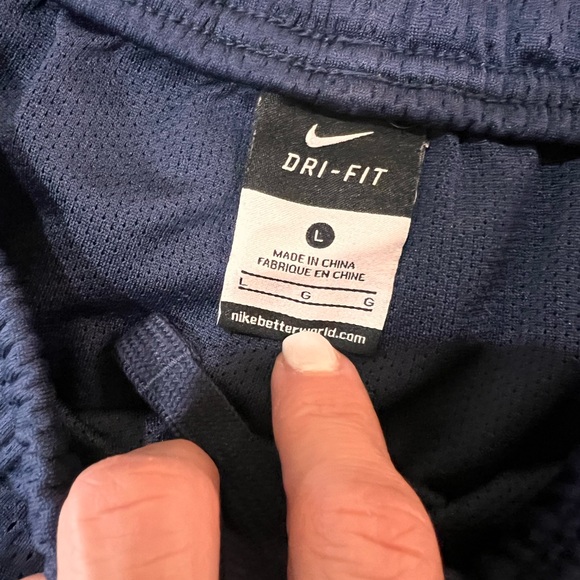 DRI-FIT
L
MADE IN CHINA
FABRIQUE EN CHINE
L G G
nikebetterworld.com